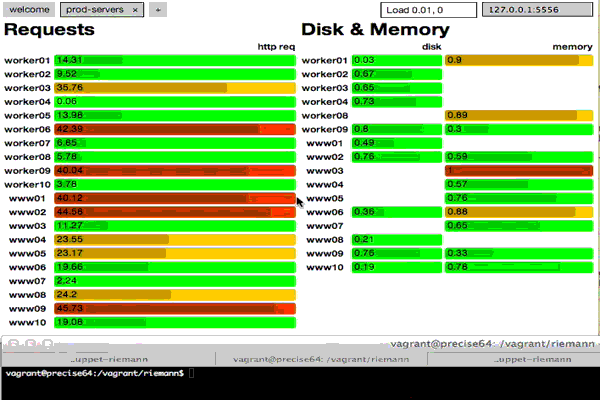 welcome prod-servers × + Load 0.01, 0 127.0.0.1:5556
Requests
http req
worker01 14.31
worker02 9.52
worker03 35.76
worker04 0.06
worker05 13.98
worker06 42.39
worker07 6.85
worker08 5.78
worker09 40.04
worker10 3.76
www01 40.12
www02 44.58
www03 11.27
www04 23.55
www05 23.17
www06 19.66
www07 2.24
www08 24.2
www09 45.73
www10 19.08
Disk & Memory
disk memory
worker01 0.03 0.9
worker02 0.67
worker03 0.65
worker04 0.73
worker08 0.89
worker09 0.8 0.3
www01 0.49
www02 0.76 0.59
www03 1
www04 0.57
www05 0.76
www06 0.36 0.88
www07 0.65
www08 0.21
www09 0.76 0.33
www10 0.19 0.78
vagrant@precise64: /vagrant/riemann
..uppet-riemann vagrant@precise64: /vagrant/riemann ..uppet-riemann
vagrant@precise64:/vagrant/riemann$